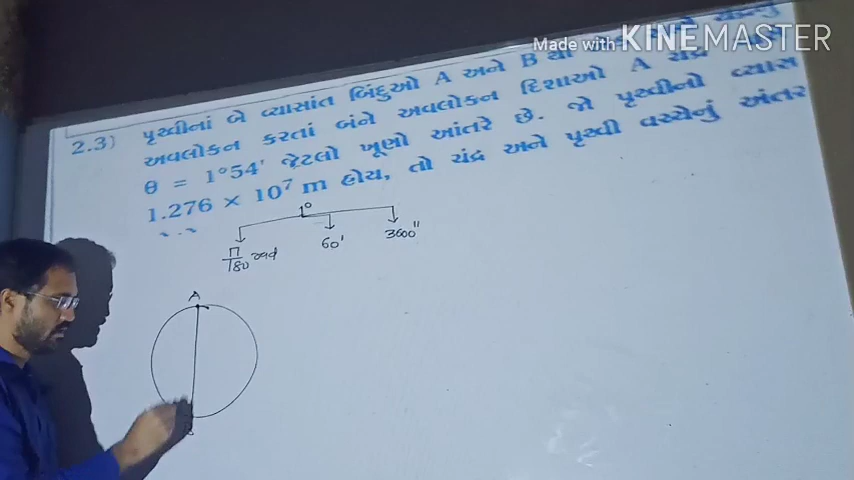 Made with KINEMASTER
2.3) પૃથ્વીનાં બે વ્યાસાંત બિંદુઓ A અને B થી
અવલોકન કરતાં બંને અવલોકન દિશાઓ A ચંદ્ર
θ = 1°54' જેટલો ખૂણો આંતરે છે. જો પૃથ્વીનો વ્યાસ
1.276 × 10⁷ m હોય, તો ચંદ્ર અને પૃથ્વી વચ્ચેનું અંતર
1°
π/180 60' 3600''
A